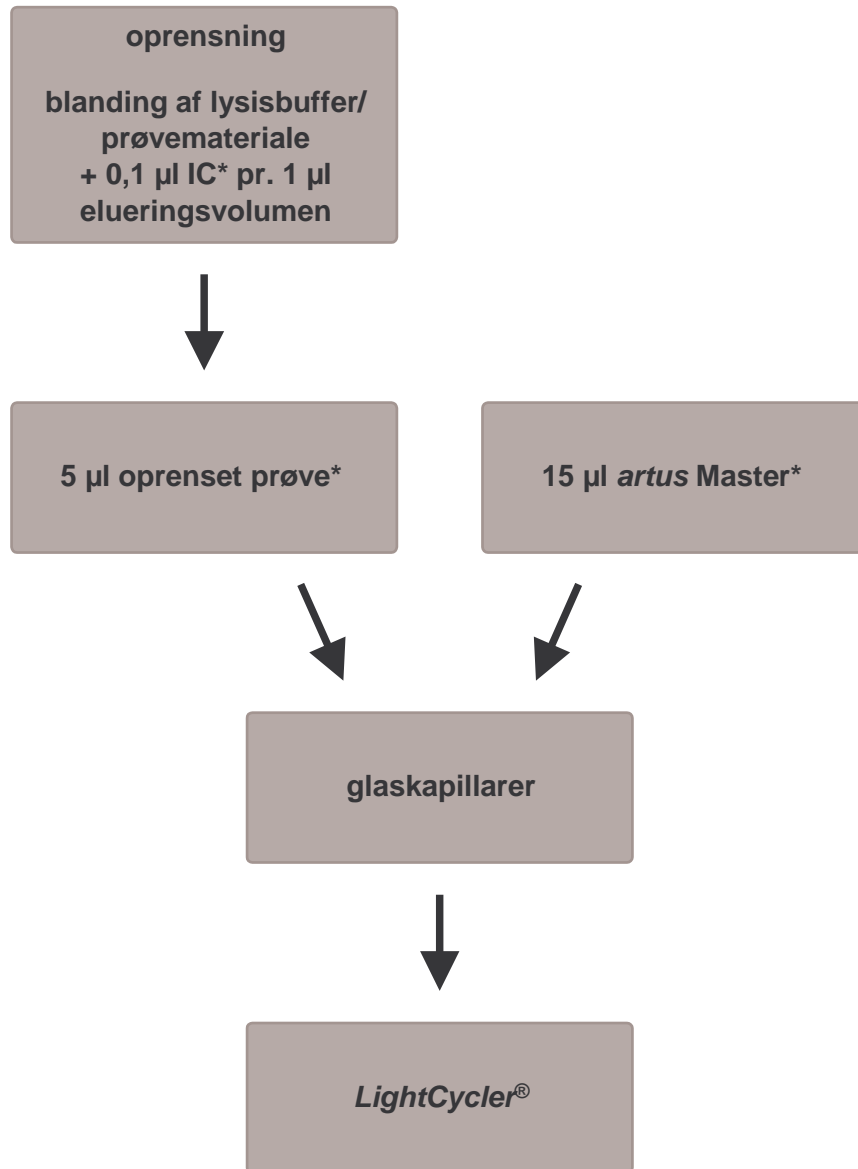 oprensning
blanding af lysisbuffer/
prøvemateriale
+ 0,1 µl IC* pr. 1 µl
elueringsvolumen
5 µl oprenset prøve*
15 µl artus Master*
glaskapillarer
LightCycler®